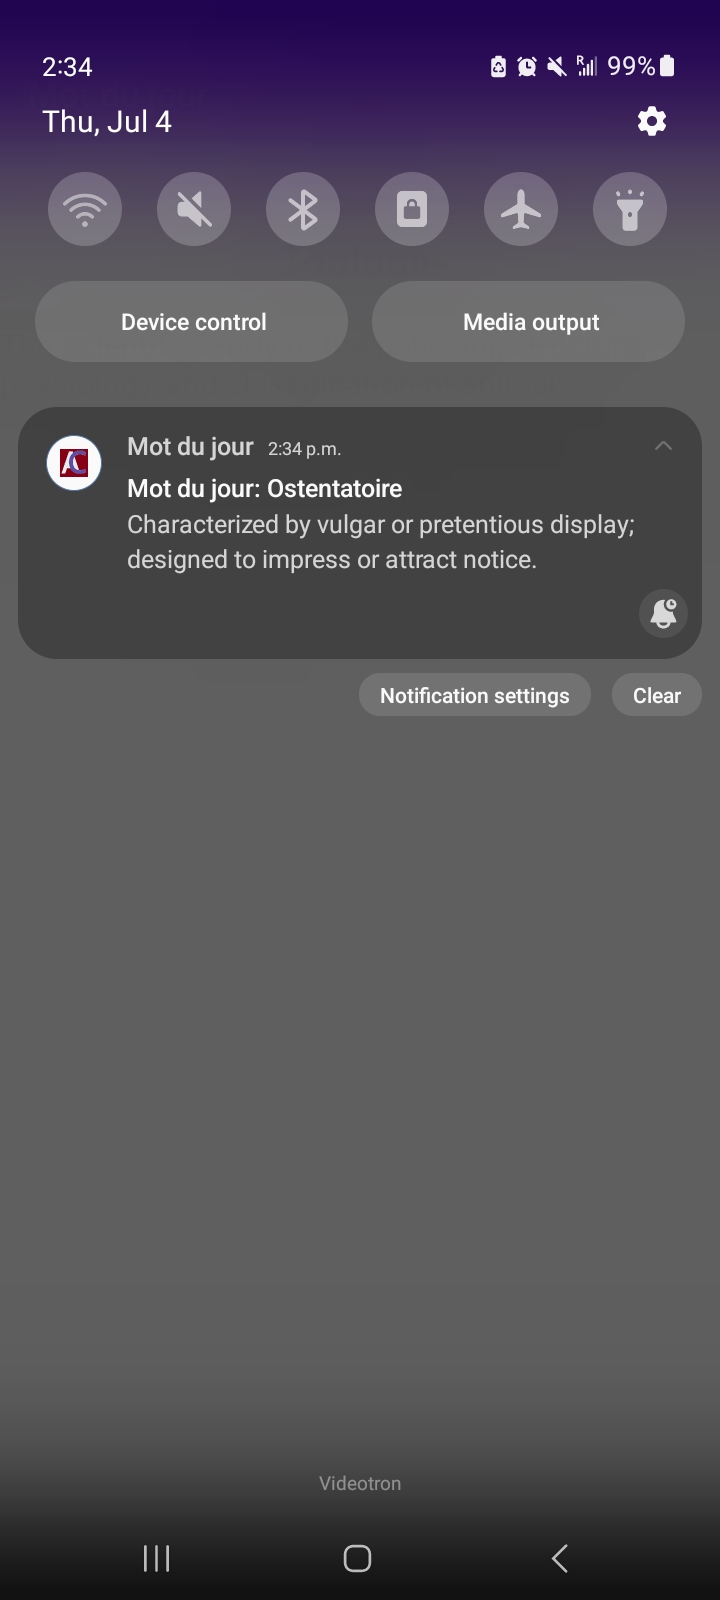 2:34
R
99%
Thu, Jul 4
Device control
Media output
AC
Mot du jour 2:34 p.m.
Mot du jour: Ostentatoire
Characterized by vulgar or pretentious display;
designed to impress or attract notice.
Notification settings
Clear
Videotron